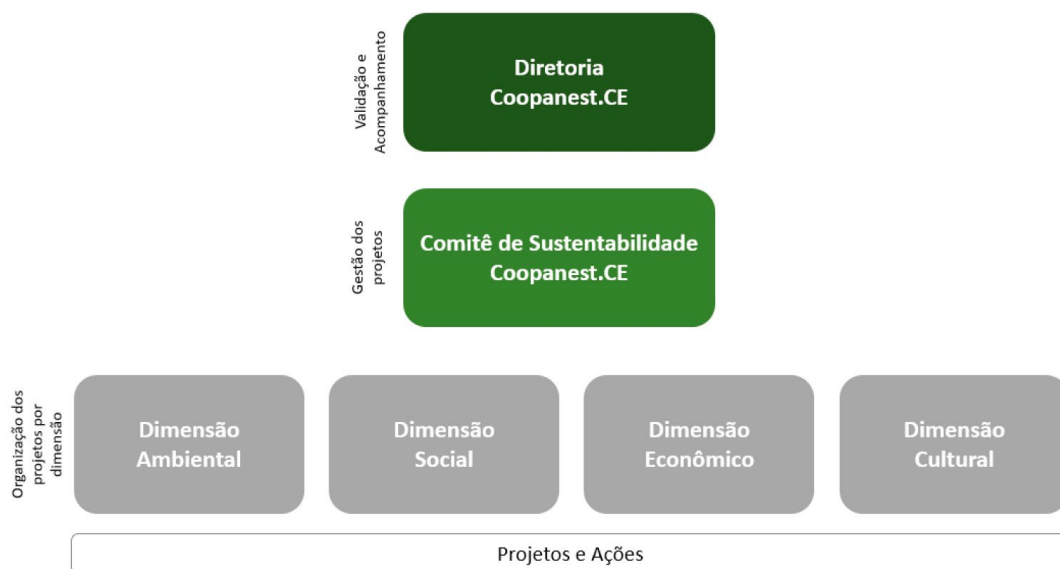 Validação e
Acompanhamento
Diretoria
Coopanest.CE
Gestão dos
projetos
Comitê de Sustentabilidade
Coopanest.CE
Organização dos
projetos por
dimensão
Dimensão
Ambiental
Dimensão
Social
Dimensão
Econômico
Dimensão
Cultural
Projetos e Ações